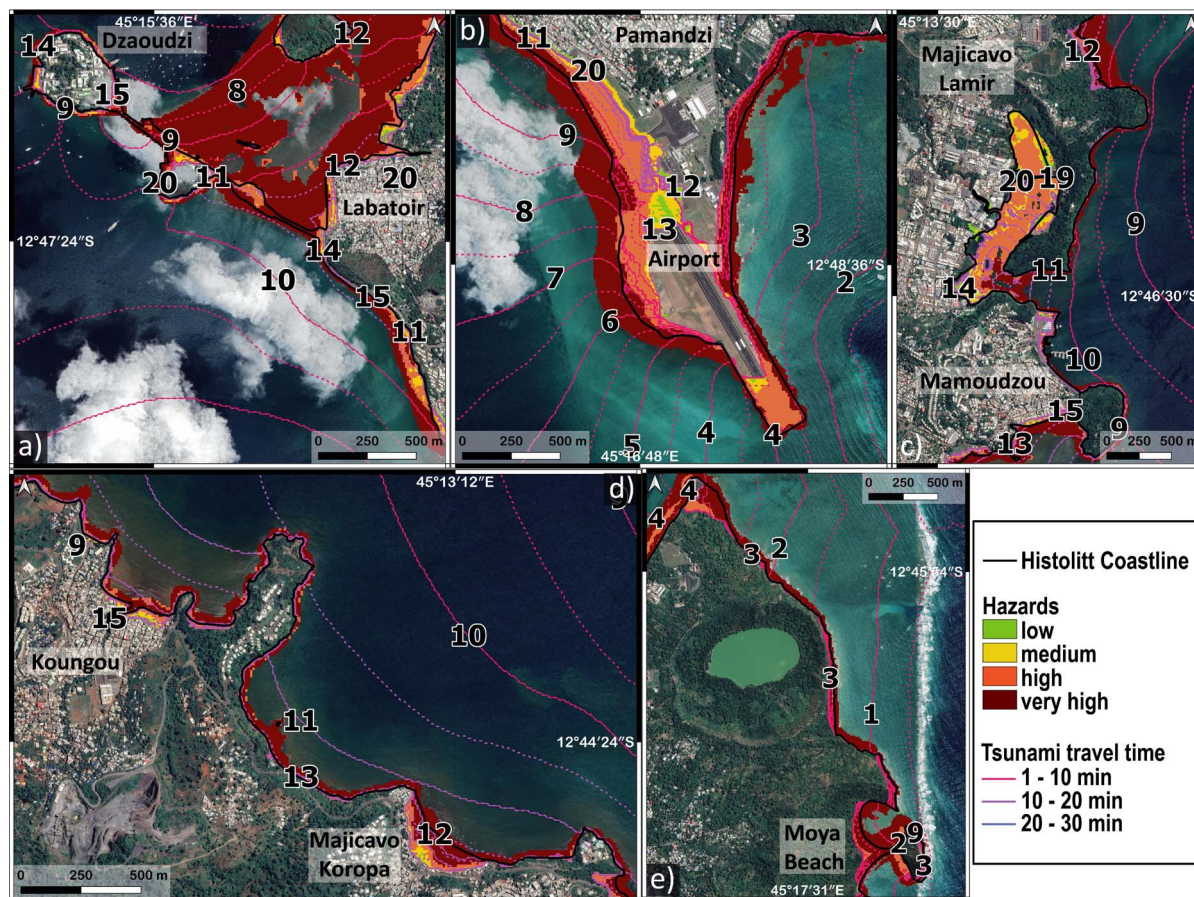 45°15′36″E
Dzaoudzi
12
14
8
15
9
9
12
20
11
20
Labatoir
12°47′24″S
14
10
15
11
a)
0 250 500 m
b)
11
Pamandzi
20
9
12
8
13
3
Airport
12°48′36″S
7
2
6
5
4
4
0 250 500 m
45°16′48″E
45°13′30″E
Majicavo
Lamir
12
20
19
9
11
14
12°46′30″S
10
Mamoudzou
15
9
13
c)
0 250 500 m
45°13′12″E
d)
9
9
10
15
Koungou
11
12°44′24″S
13
12
Majicavo
Koropa
0 250 500 m
0 250 500 m
4
4
3
2
12°45′54″S
3
1
Moya
Beach
9
2
3
e)
45°17′31″E
Histolitt Coastline
Hazards
low
medium
high
very high
Tsunami travel time
1 - 10 min
10 - 20 min
20 - 30 min